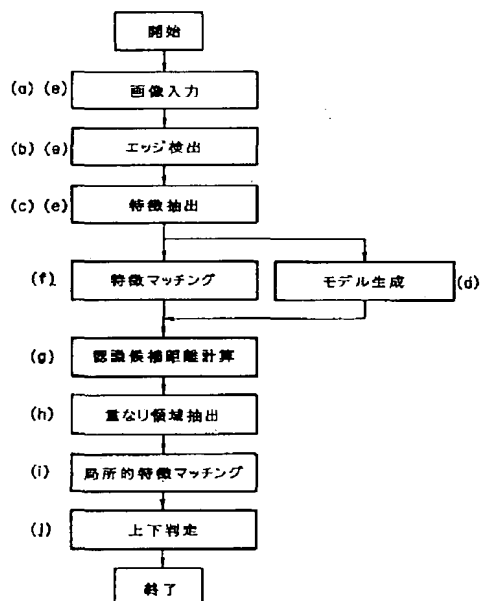 開始
(a) (e) 画像入力
(b) (e) エッジ検出
(c) (e) 特徴抽出
(f) 特徴マッチング モデル生成 (d)
(g) 認識候補距離計算
(h) 重なり領域抽出
(i) 局所的特徴マッチング
(j) 上下判定
終了